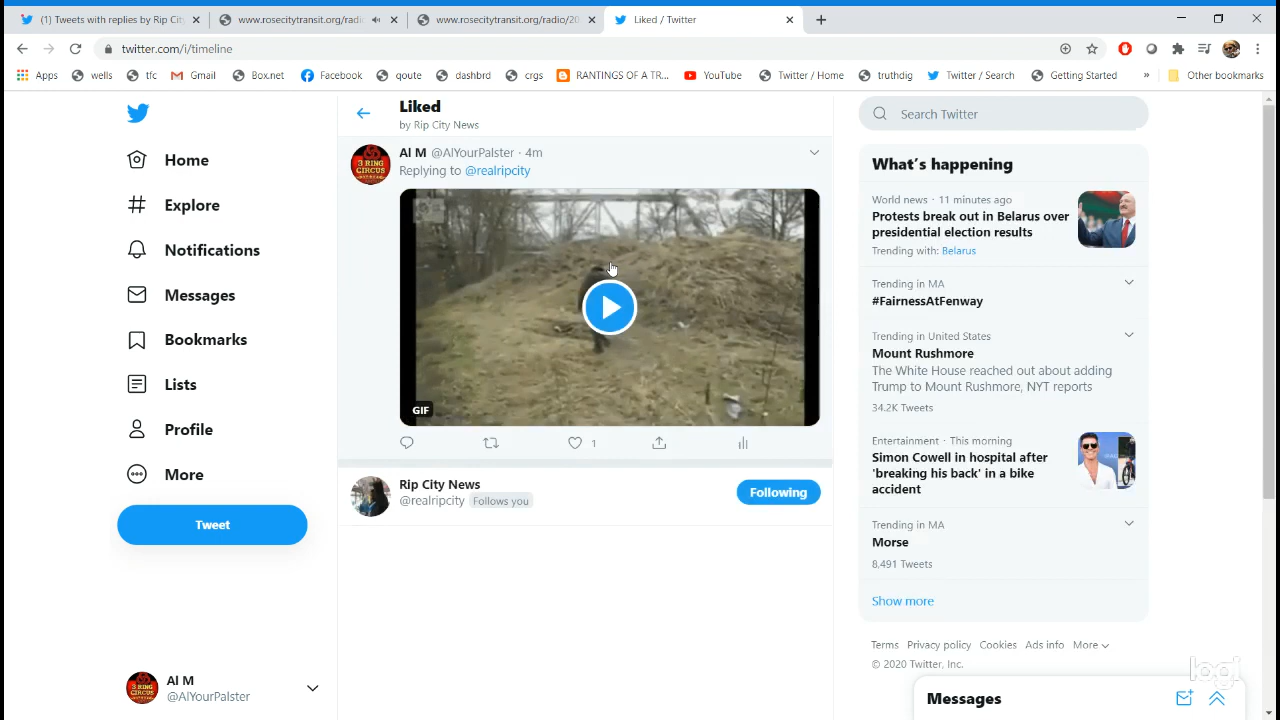 (1) Tweets with replies by Rip Cit
www.rosecitytransit.org/radi
www.rosecitytransit.org/radio/20
Liked / Twitter
twitter.com/i/timeline
Apps
wells
tfc
Gmail
Box.net
Facebook
qoute
dashbrd
crgs
RANTINGS OF A TR...
YouTube
Twitter / Home
truthdig
Twitter / Search
Getting Started
»
Other bookmarks
Home
Explore
Notifications
Messages
Bookmarks
Lists
Profile
More
Tweet
Al M
@AlYourPalster
Liked
by Rip City News
Al M @AlYourPalster · 4m
Replying to @realripcity
3 RING
CIRCUS
GIF
1
Rip City News
@realripcity Follows you
Following
Search Twitter
What's happening
World news · 11 minutes ago
Protests break out in Belarus over
presidential election results
Trending with: Belarus
Trending in MA
#FairnessAtFenway
Trending in United States
Mount Rushmore
The White House reached out about adding
Trump to Mount Rushmore, NYT reports
34.2K Tweets
Entertainment · This morning
Simon Cowell in hospital after
'breaking his back' in a bike
accident
Trending in MA
Morse
8,491 Tweets
Show more
Terms Privacy policy Cookies Ads info More
© 2020 Twitter, Inc.
logi
Messages